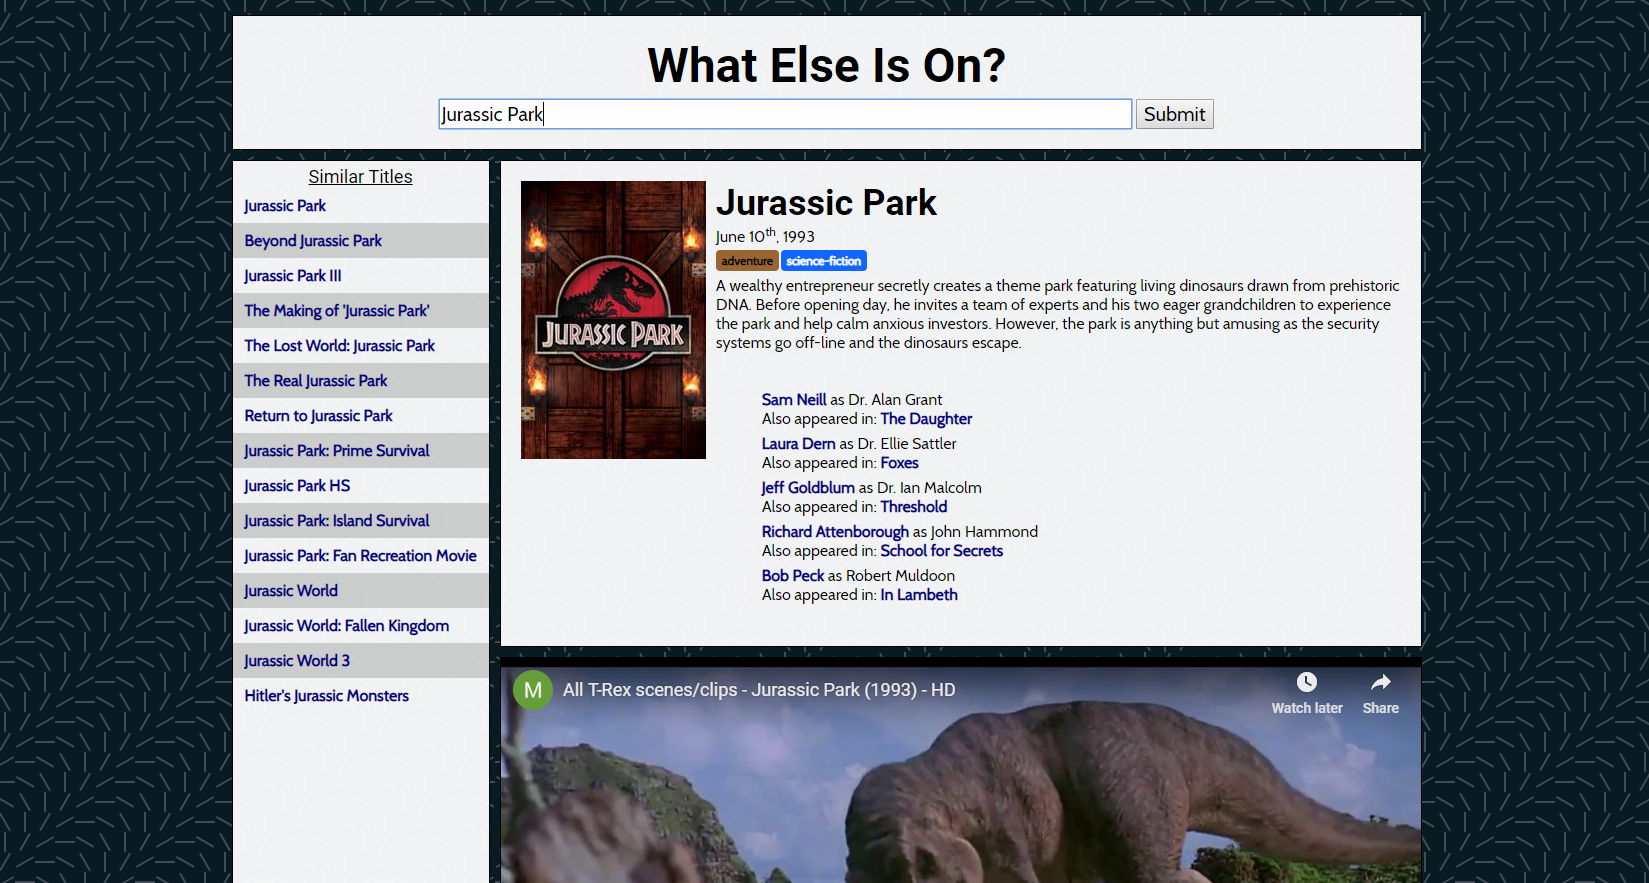 What Else Is On?
Jurassic Park
Submit
Similar Titles
Jurassic Park
Beyond Jurassic Park
Jurassic Park III
The Making of 'Jurassic Park'
The Lost World: Jurassic Park
The Real Jurassic Park
Return to Jurassic Park
Jurassic Park: Prime Survival
Jurassic Park HS
Jurassic Park: Island Survival
Jurassic Park: Fan Recreation Movie
Jurassic World
Jurassic World: Fallen Kingdom
Jurassic World 3
Hitler's Jurassic Monsters
JURASSIC PARK
Jurassic Park
June 10th, 1993
adventure science-fiction
A wealthy entrepreneur secretly creates a theme park featuring living dinosaurs drawn from prehistoric
DNA. Before opening day, he invites a team of experts and his two eager grandchildren to experience
the park and help calm anxious investors. However, the park is anything but amusing as the security
systems go off-line and the dinosaurs escape.
Sam Neill as Dr. Alan Grant
Also appeared in: The Daughter
Laura Dern as Dr. Ellie Sattler
Also appeared in: Foxes
Jeff Goldblum as Dr. Ian Malcolm
Also appeared in: Threshold
Richard Attenborough as John Hammond
Also appeared in: School for Secrets
Bob Peck as Robert Muldoon
Also appeared in: In Lambeth
M
All T-Rex scenes/clips - Jurassic Park (1993) - HD
Watch later
Share